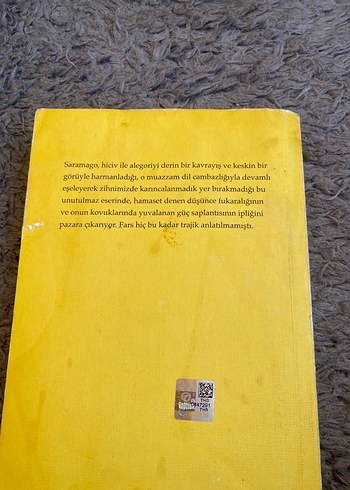 Saramago, hiciv ile alegoriyi derin bir kavrayış ve keskin bir
görüyle harmanladığı, o muazzam dil cambazlığıyla devamlı
eşeleyerek zihnimizde karıncalanmadık yer bırakmadığı bu
unutulmaz eserinde, hamaset denen düşünce fukaralığının
ve onun kovuklarında yuvalanan güç saplantısının ipliğini
pazara çıkarıyor. Fars hiç bu kadar trajik anlatılmamıştı.